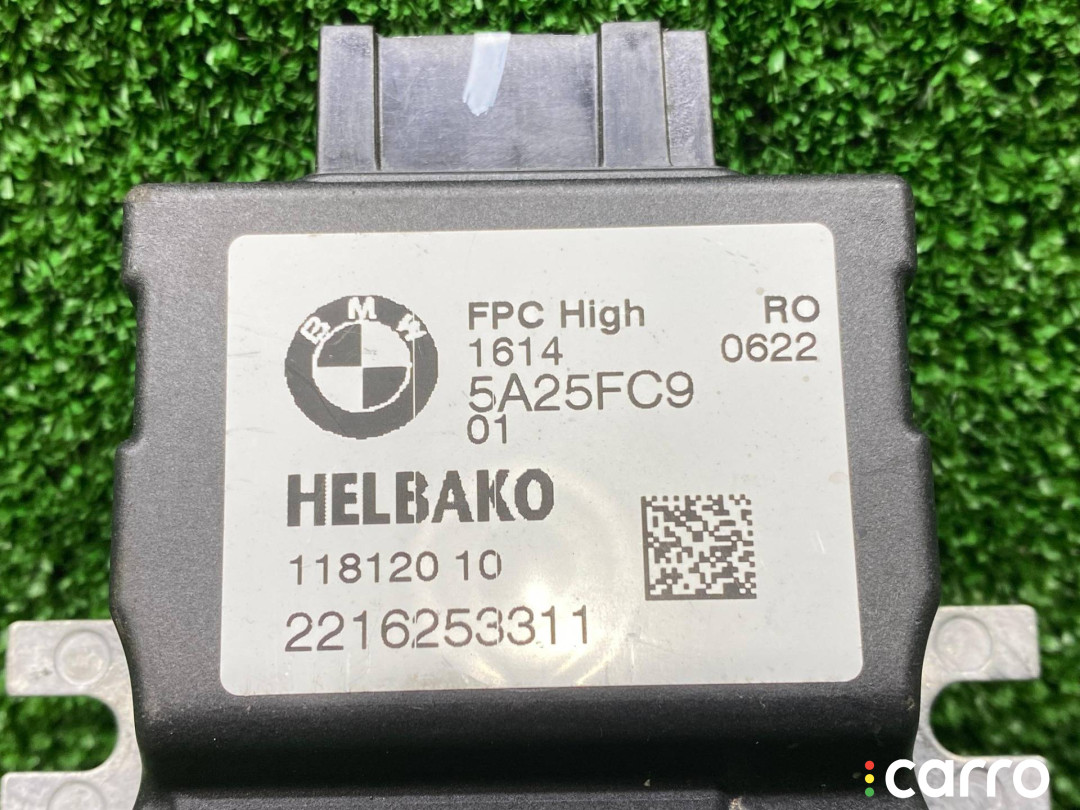 BMW
FPC High RO
1614 0622
5A25FC9
01
HELBAKO
118120 10
2216253311
carro